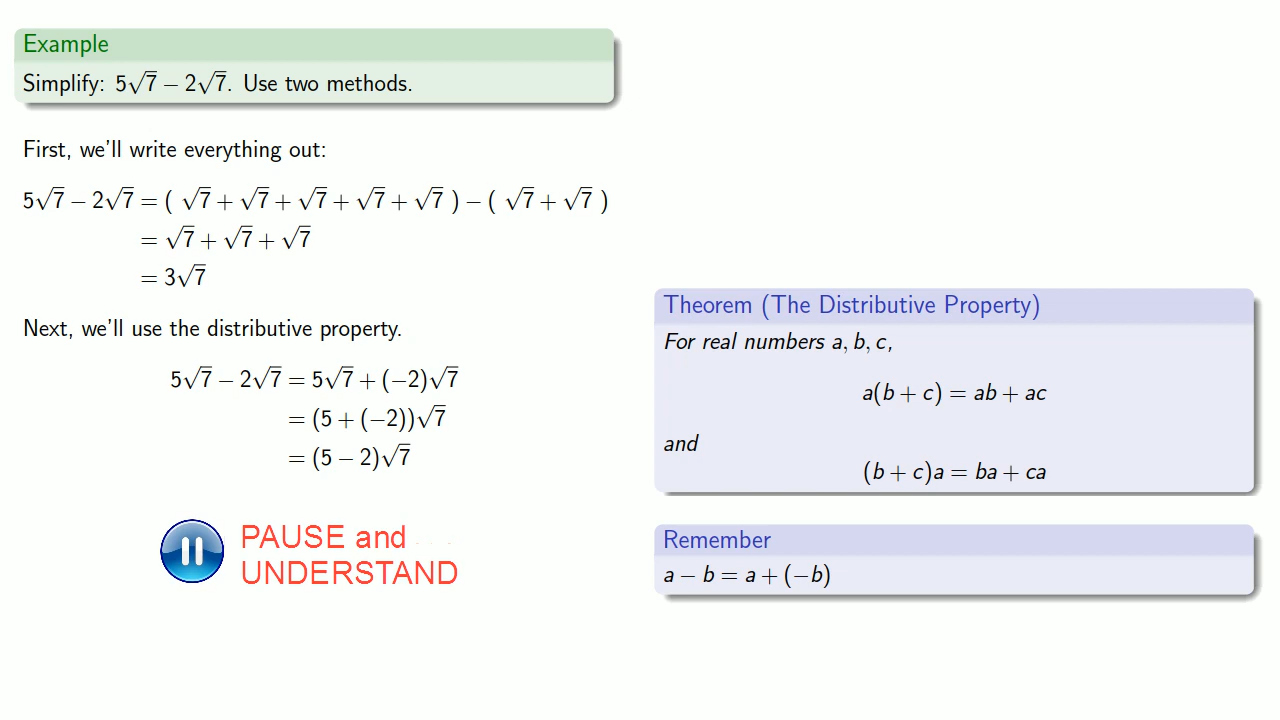 Example
Simplify: 5√7 − 2√7. Use two methods.
First, we'll write everything out:
5√7 − 2√7 = ( √7 + √7 + √7 + √7 + √7 ) − ( √7 + √7 )
= √7 + √7 + √7
= 3√7
Next, we'll use the distributive property.
5√7 − 2√7 = 5√7 + (−2)√7
= (5 + (−2))√7
= (5 − 2)√7
PAUSE and
UNDERSTAND
Theorem (The Distributive Property)
For real numbers a, b, c,
a(b + c) = ab + ac
and
(b + c)a = ba + ca
Remember
a − b = a + (−b)